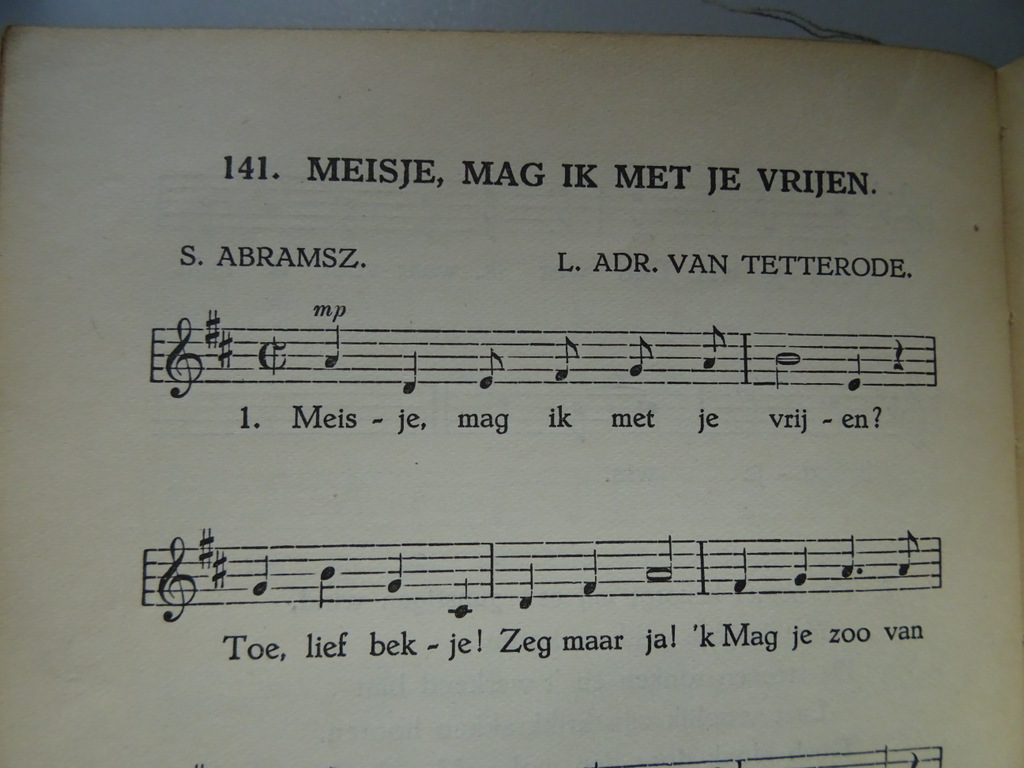 141. MEISJE, MAG IK MET JE VRIJEN.
S. ABRAMSZ. L. ADR. VAN TETTERODE.
mp
1. Meis - je, mag ik met je vrij - en?
Toe, lief bek - je! Zeg maar ja! 'k Mag je zoo van